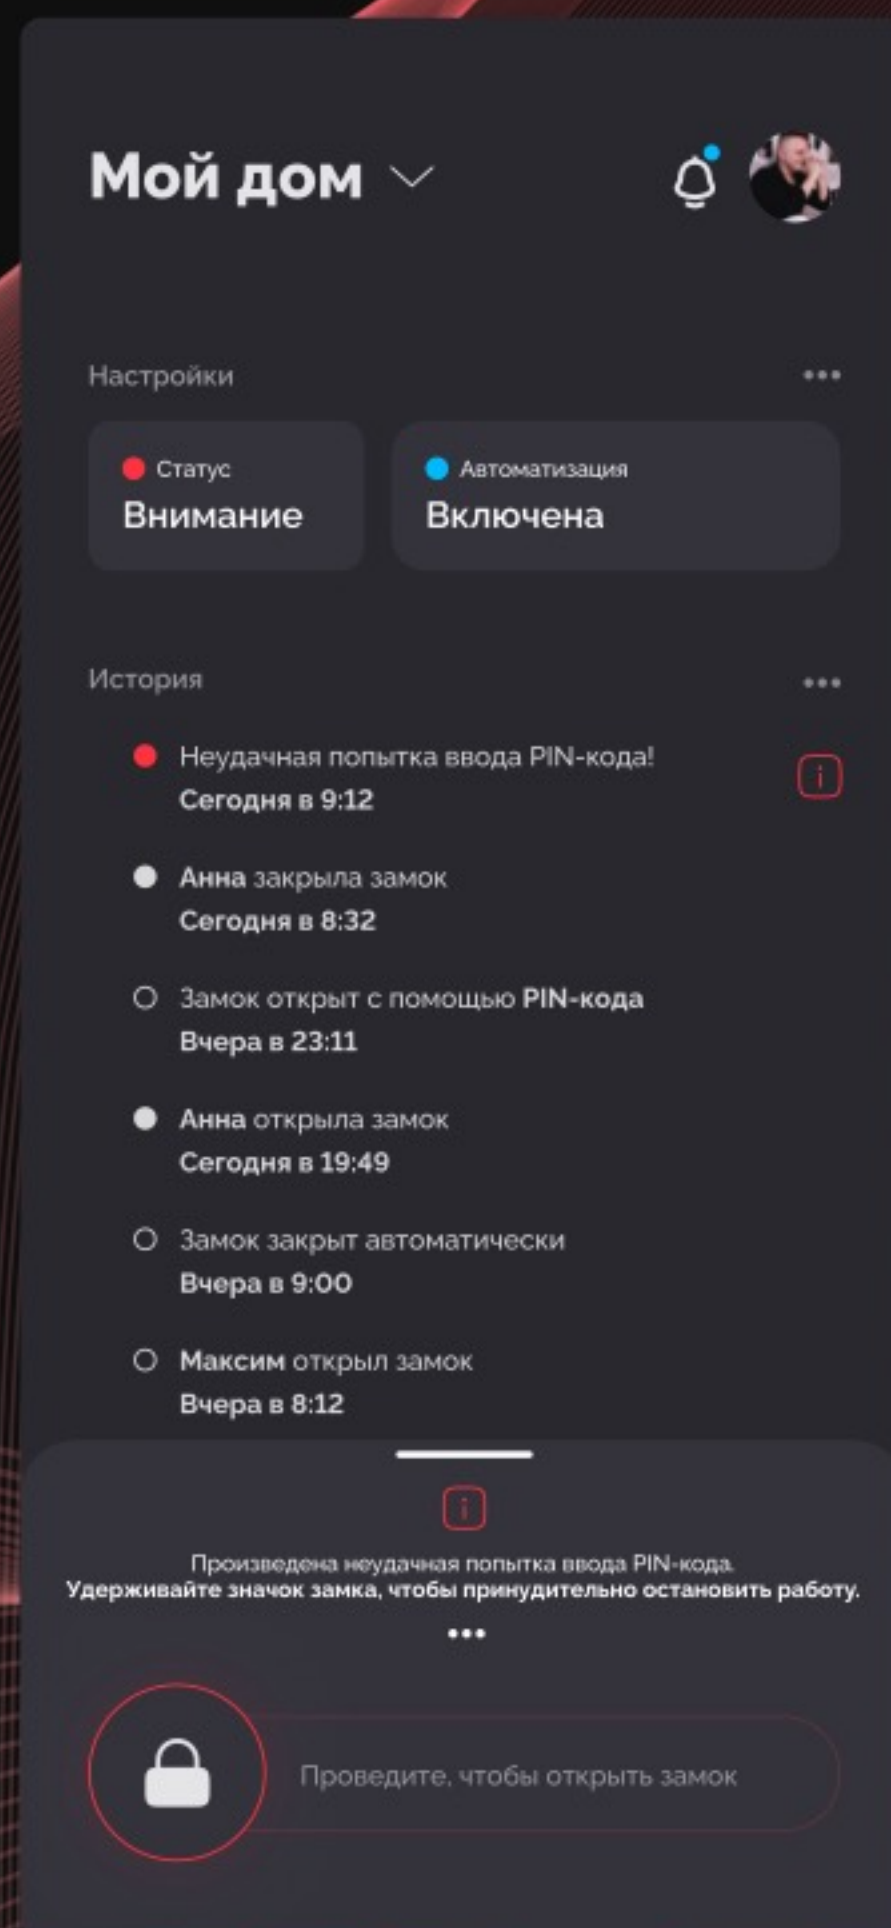 Мой дом
Настройки
Статус
Внимание
Автоматизация
Включена
История
Неудачная попытка ввода PIN-кода!
Сегодня в 9:12
Анна закрыла замок
Сегодня в 8:32
Замок открыт с помощью PIN-кода
Вчера в 23:11
Анна открыла замок
Сегодня в 19:49
Замок закрыт автоматически
Вчера в 9:00
Максим открыл замок
Вчера в 8:12
Произведена неудачная попытка ввода PIN-кода.
Удерживайте значок замка, чтобы принудительно остановить работу.
Проведите, чтобы открыть замок